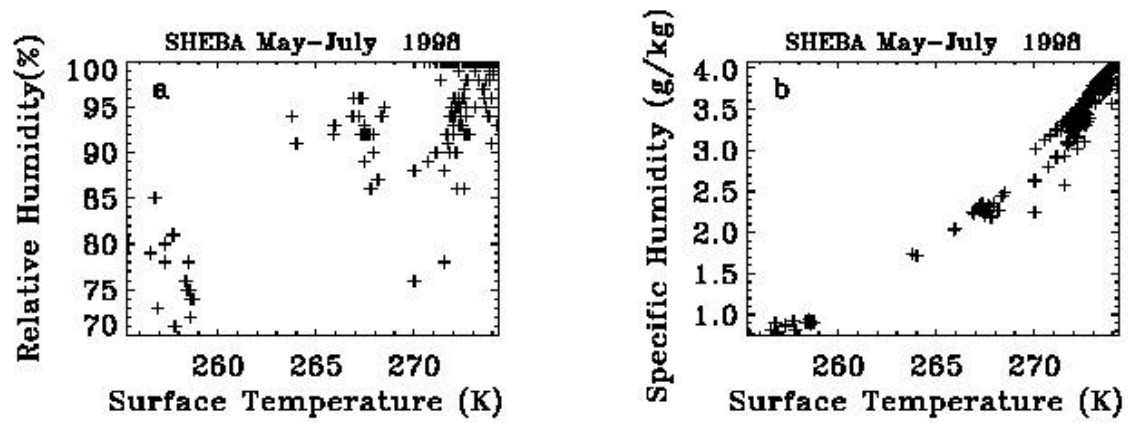 SHEBA May-July 1998
Relative Humidity(%)
100
95
90
85
80
75
70
a
260 265 270
Surface Temperature (K)
SHEBA May-July 1998
Specific Humidity (g/kg)
4.0
3.5
3.0
2.5
2.0
1.5
1.0
b
260 265 270
Surface Temperature (K)